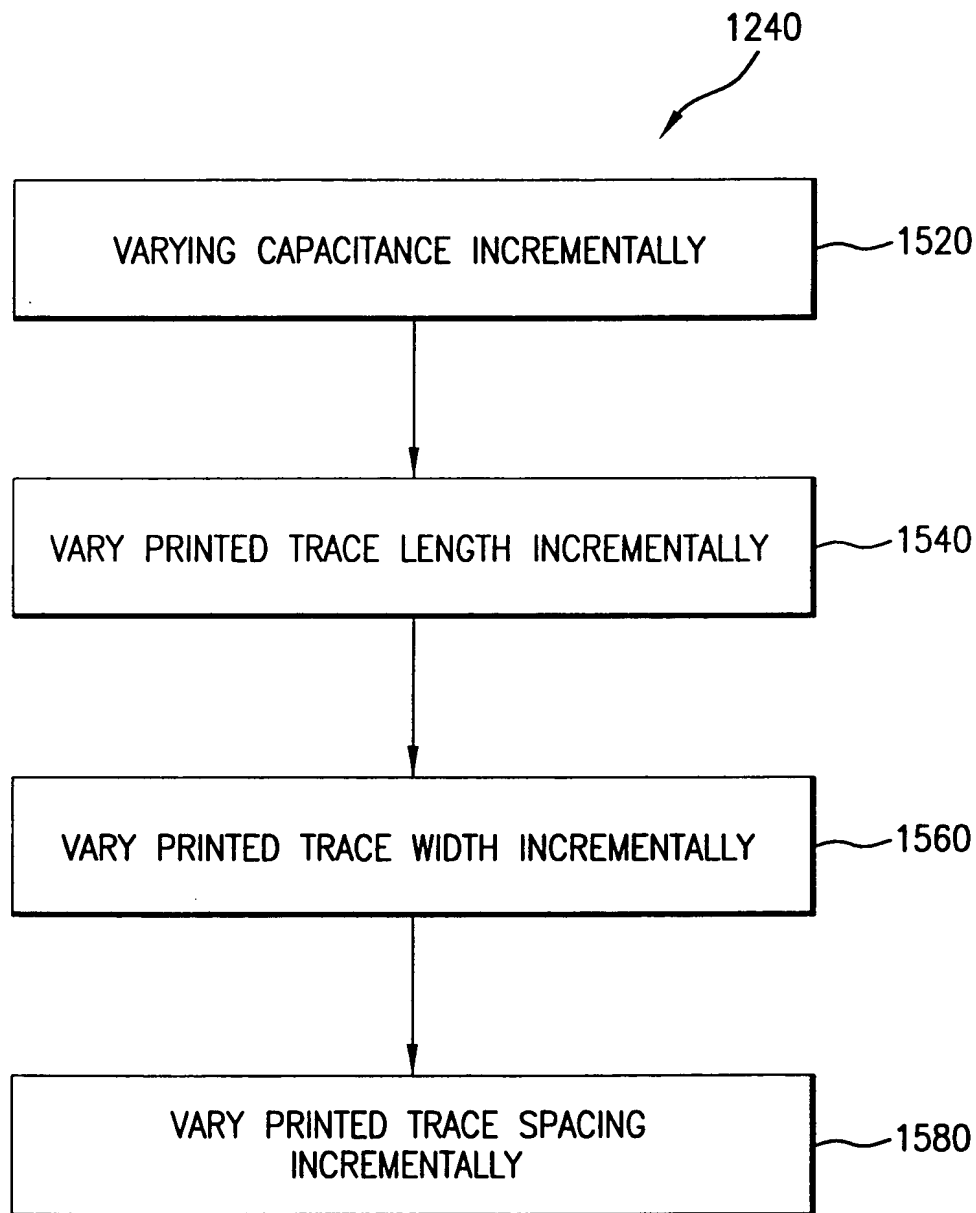 1240
VARYING CAPACITANCE INCREMENTALLY
1520
VARY PRINTED TRACE LENGTH INCREMENTALLY
1540
VARY PRINTED TRACE WIDTH INCREMENTALLY
1560
VARY PRINTED TRACE SPACING
INCREMENTALLY
1580